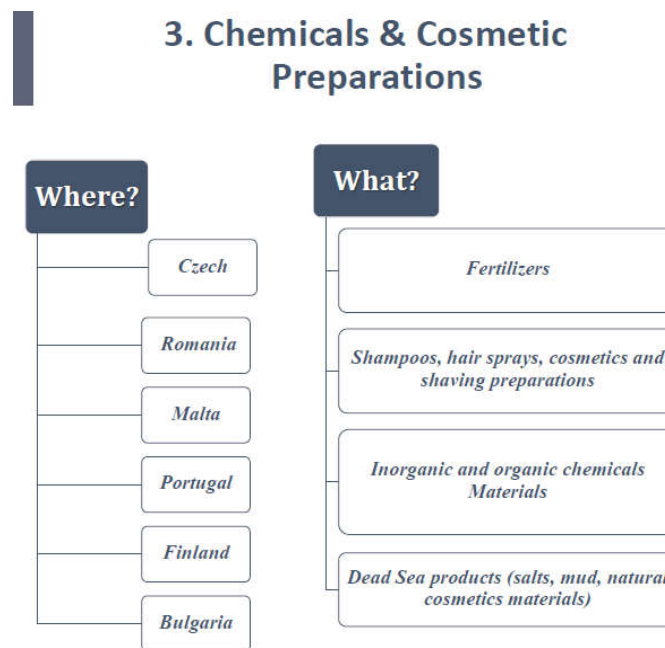 3. Chemicals & Cosmetic
Preparations
Where?
Czech
Romania
Malta
Portugal
Finland
Bulgaria
What?
Fertilizers
Shampoos, hair sprays, cosmetics and
shaving preparations
Inorganic and organic chemicals
Materials
Dead Sea products (salts, mud, natural
cosmetics materials)